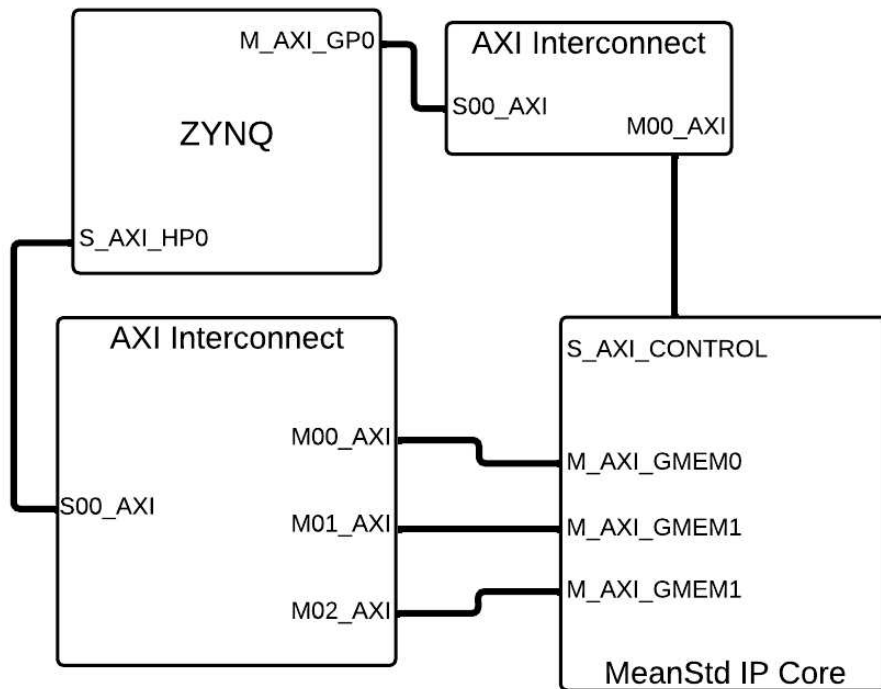 M_AXI_GP0
ZYNQ
S_AXI_HP0
AXI Interconnect
S00_AXI
M00_AXI
AXI Interconnect
M00_AXI
S00_AXI
M01_AXI
M02_AXI
S_AXI_CONTROL
M_AXI_GMEM0
M_AXI_GMEM1
M_AXI_GMEM1
MeanStd IP Core